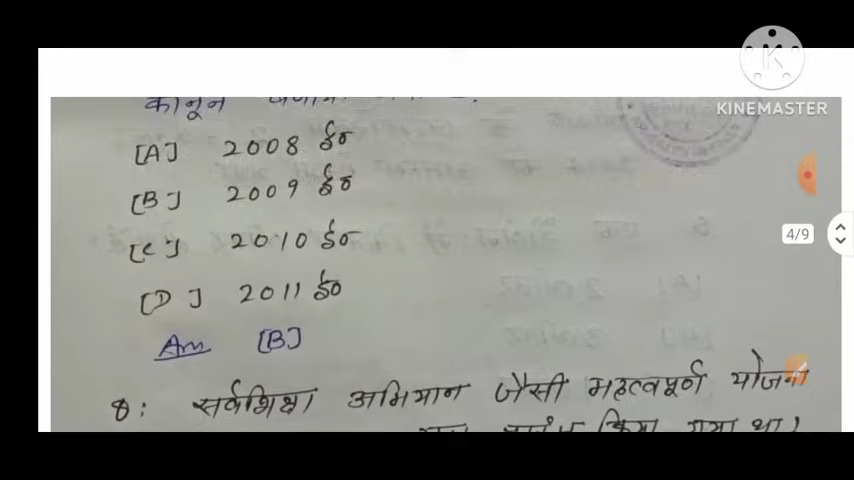 KINEMASTER
कानून
[A] 2008 ई०
[B] 2009 ई०
[C] 2010 ई०
[D] 2011 ई०
Ans [B]
4/9
8: सर्वशिक्षा अभियान जैसी महत्वपूर्ण योजना
किया गया था।